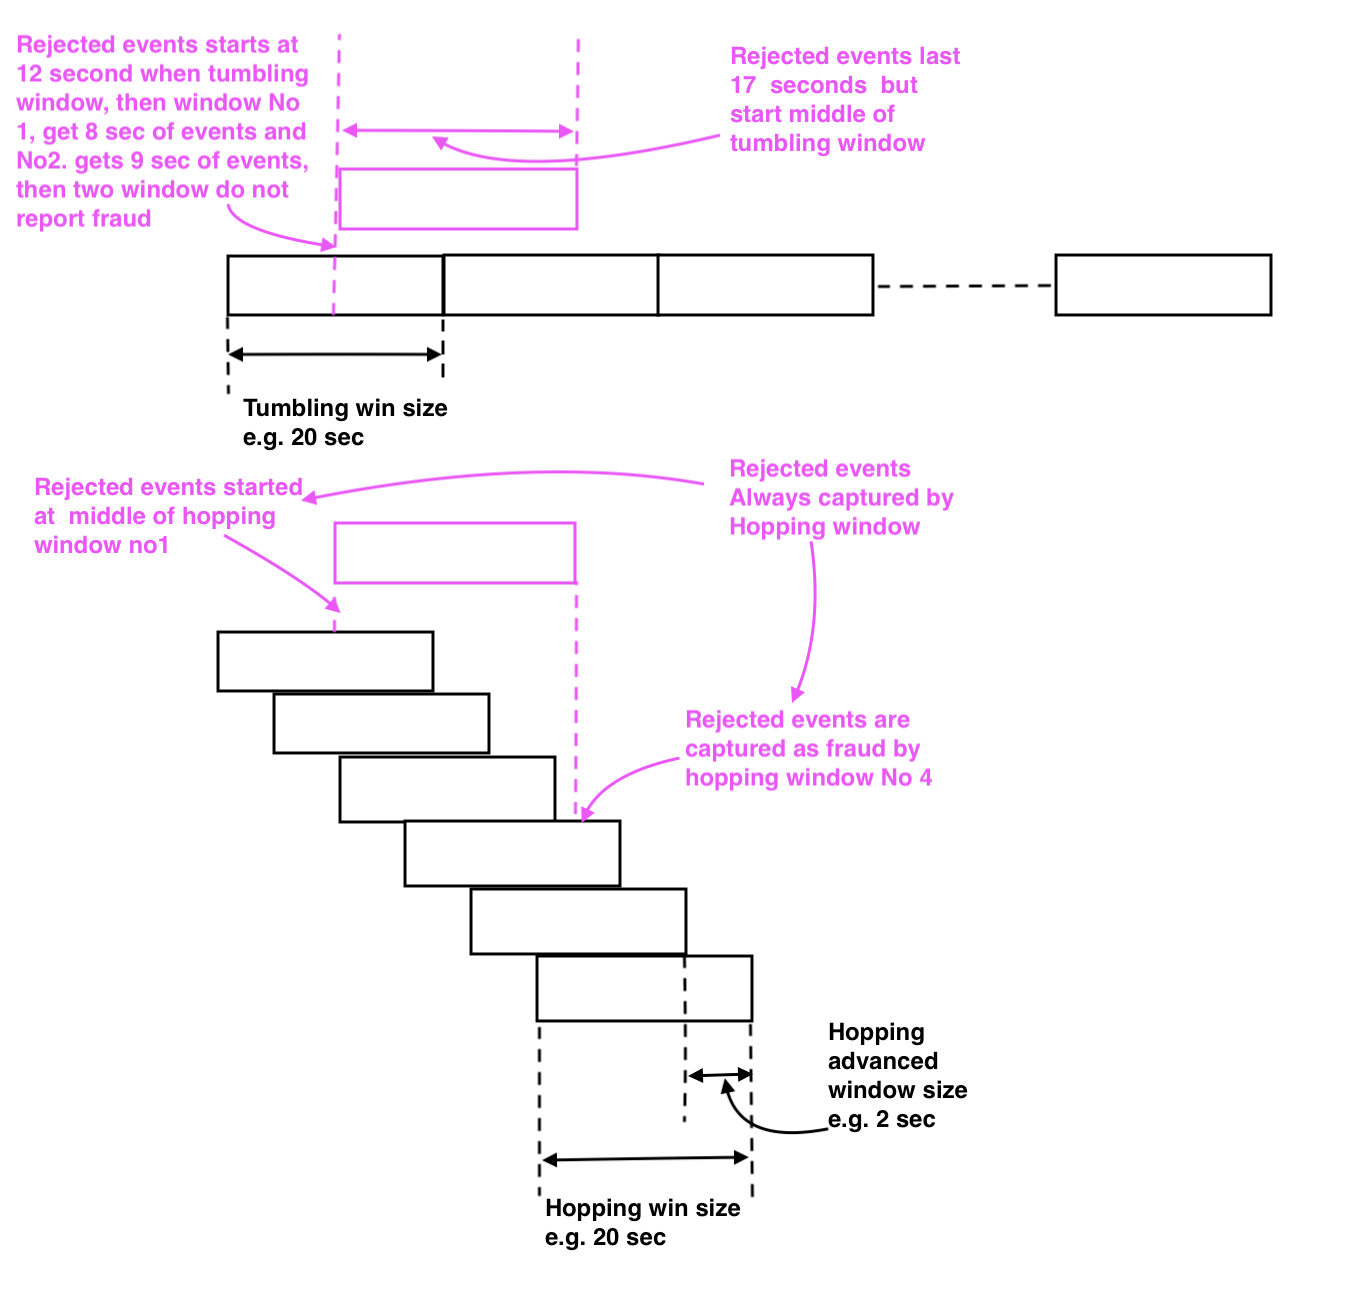 Rejected events starts at
12 second when tumbling
window, then window No
1, get 8 sec of events and
No2. gets 9 sec of events,
then two window do not
report fraud
Rejected events last
17 seconds but
start middle of
tumbling window
Tumbling win size
e.g. 20 sec
Rejected events started
at middle of hopping
window no1
Rejected events
Always captured by
Hopping window
Rejected events are
captured as fraud by
hopping window No 4
Hopping
advanced
window size
e.g. 2 sec
Hopping win size
e.g. 20 sec